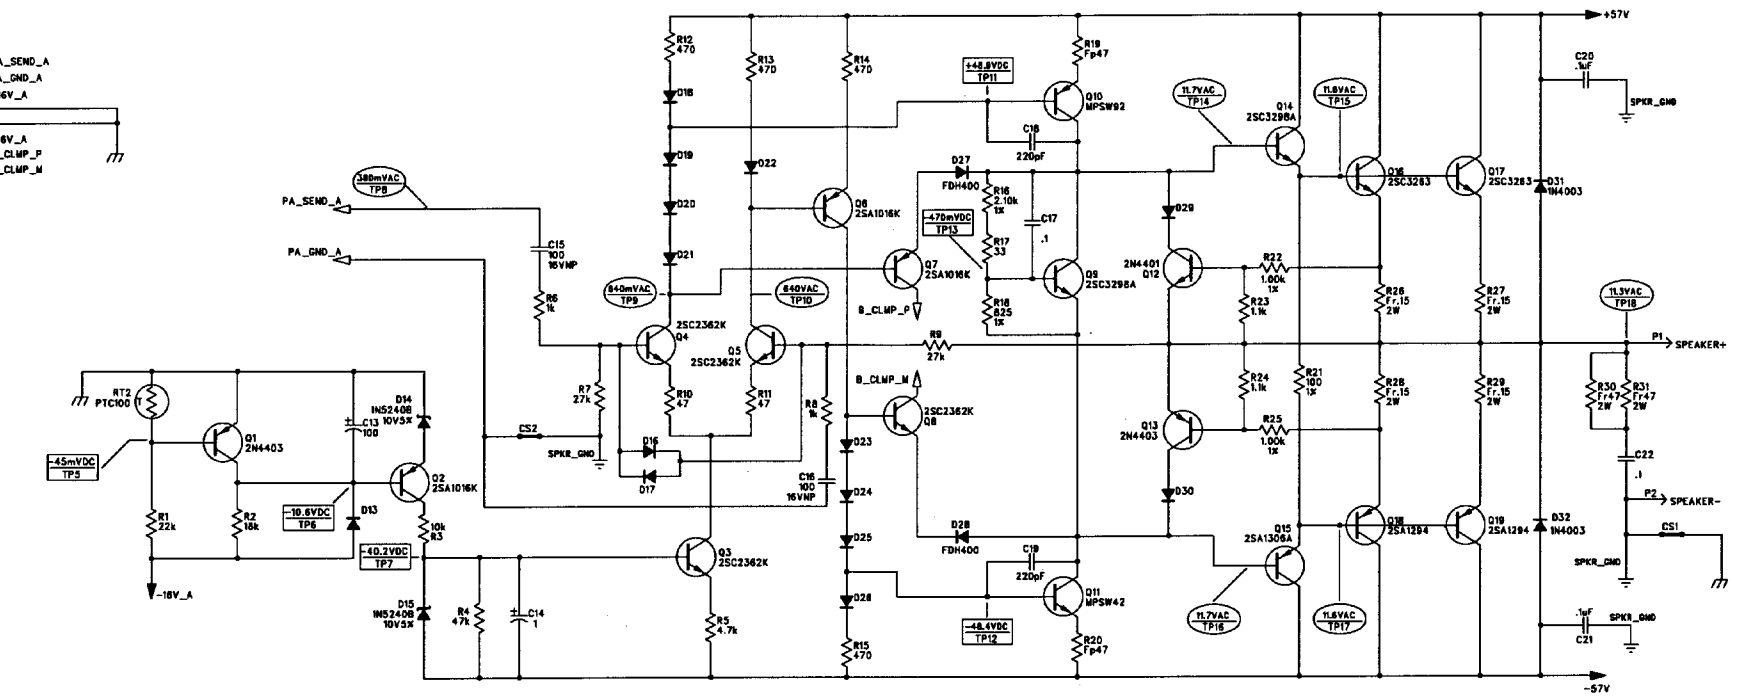 A_SEND_A
A_GND_A
16V_A
16V_A
_CLMP_P
_CLMP_M
PA_SEND_A
380mVAC
TP8
PA_GND_A
C15
100
16VNP
R6
1k
R7
27k
CS2
SPKR_GND
D16
D17
RT2
PTC100
T
-45mVDC
TP5
Q1
2N4403
R1
22k
R2
18k
-16V_A
C13
100
D14
IN5240B
10V5%
-10.6VDC
TP6
D13
Q2
2SA1016K
10k
R3
-40.2VDC
TP7
D15
IN5240B
10V5%
R4
47k
C14
1
Q3
2SC2362K
R5
4.7k
R12
470
R13
470
R14
470
D18
D19
D20
D21
D22
640mVAC
TP9
640VAC
TP10
2SC2362K
Q4
Q5
2SC2362K
R10
47
R11
47
R8
1k
C16
100
16VNP
Q6
2SA1016K
Q7
2SA1016K
B_CLMP_P
R9
27k
B_CLMP_M
2SC2362K
Q8
D23
D24
D25
D26
R15
470
TP11
R19
Fp47
Q10
MPSW92
C18
220pF
D27
FDH400
R16
2.10k
1%
R17
33
C17
.1
-470mVDC
TP13
R18
825
1%
Q9
2SC3298A
D28
FDH400
C19
220pF
Q11
MPSW42
-48.4VDC
TP12
R20
Fp47
11.7VAC
TP14
Q14
2SC3298A
11.6VAC
TP15
D29
2N4401
Q12
R22
1.00k
1%
R23
1.1k
R24
1.1k
R21
100
1%
Q13
2N4403
R25
1.00k
1%
D30
Q15
2SA1306A
11.7VAC
TP16
11.6VAC
TP17
Q16
2SC3263
Q17
2SC3263
R26
Fr.15
2W
R27
Fr.15
2W
R28
Fr.15
2W
R29
Fr.15
2W
Q18
2SA1294
Q19
2SA1294
D31
1N4003
D32
1N4003
+57V
C20
.1uF
SPKR_GND
11.3VAC
TP18
P1
SPEAKER+
R30
Fr47
2W
R31
Fr47
2W
C22
.1
P2
SPEAKER-
CS1
SPKR_GND
.1uF
C21
SPKR_GND
-57V